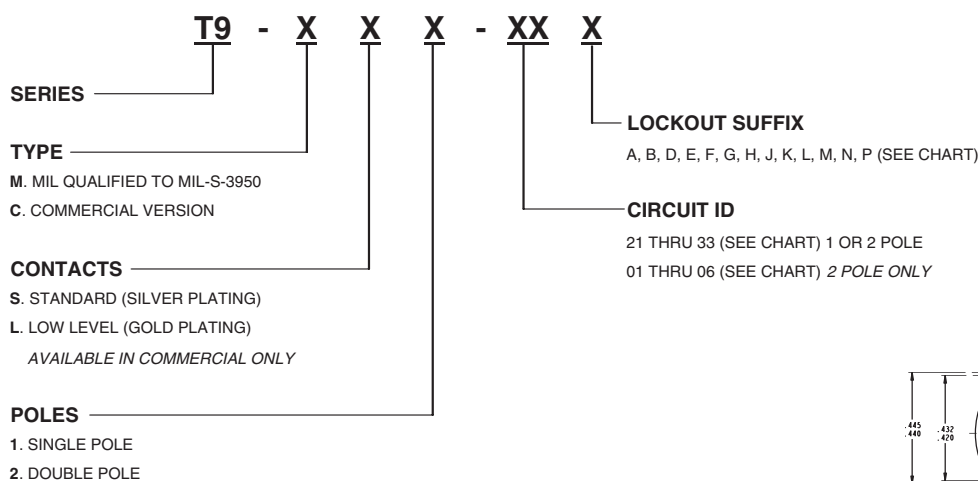 T9 - X X X - XX X
SERIES
TYPE
M. MIL QUALIFIED TO MIL-S-3950
C. COMMERCIAL VERSION
CONTACTS
S. STANDARD (SILVER PLATING)
L. LOW LEVEL (GOLD PLATING)
AVAILABLE IN COMMERCIAL ONLY
POLES
1. SINGLE POLE
2. DOUBLE POLE
LOCKOUT SUFFIX
A, B, D, E, F, G, H, J, K, L, M, N, P (SEE CHART)
CIRCUIT ID
21 THRU 33 (SEE CHART) 1 OR 2 POLE
01 THRU 06 (SEE CHART) 2 POLE ONLY
.445
.440
.432
.420